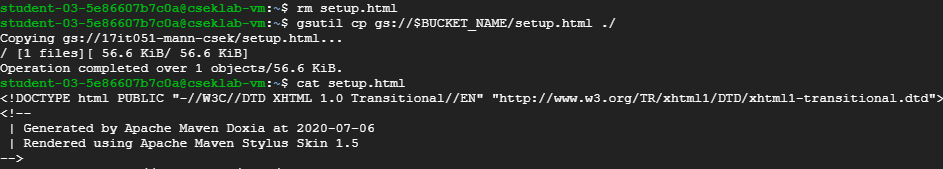 student-03-5e86607b7c0a@cseklab-vm:~$ rm setup.html
student-03-5e86607b7c0a@cseklab-vm:~$ gsutil cp gs://$BUCKET_NAME/setup.html ./
Copying gs://17it051-mann-csek/setup.html...
/ [1 files][ 56.6 KiB/ 56.6 KiB]
Operation completed over 1 objects/56.6 KiB.
student-03-5e86607b7c0a@cseklab-vm:~$ cat setup.html
<!DOCTYPE html PUBLIC "-//W3C//DTD XHTML 1.0 Transitional//EN" "http://www.w3.org/TR/xhtml1/DTD/xhtml1-transitional.dtd">
<!--
 | Generated by Apache Maven Doxia at 2020-07-06
 | Rendered using Apache Maven Stylus Skin 1.5
-->